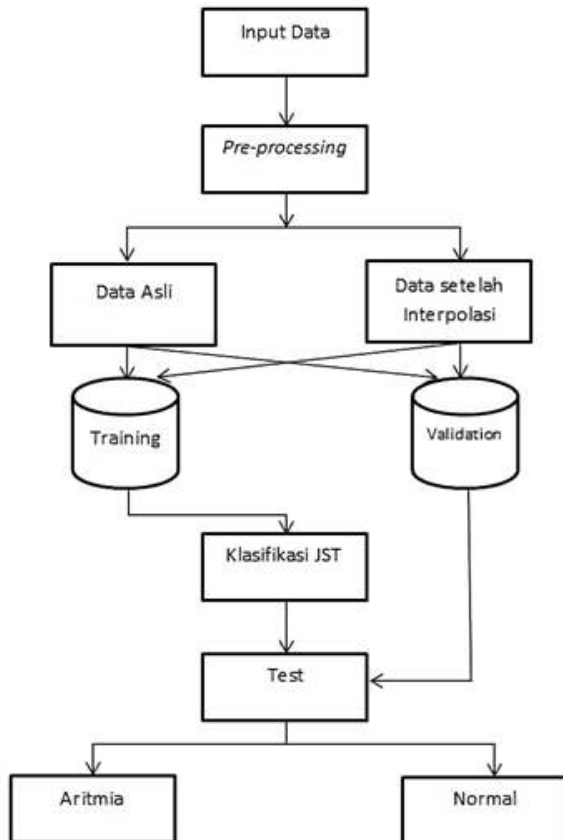 Input Data
Pre-processing
Data Asli
Data setelah
Interpolasi
Training
Validation
Klasifikasi JST
Test
Aritmia
Normal